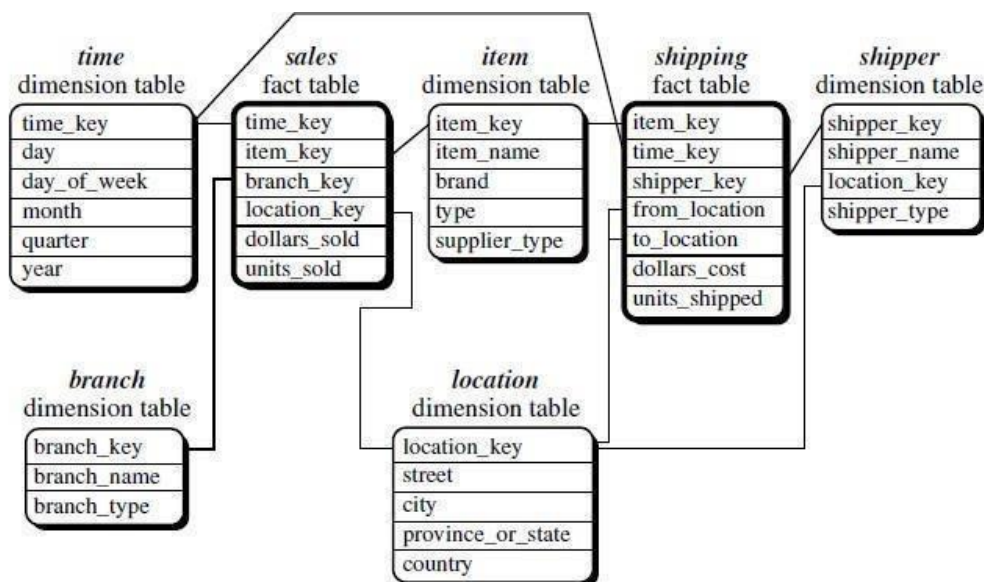 time
dimension table
time_key
day
day_of_week
month
quarter
year
sales
fact table
time_key
item_key
branch_key
location_key
dollars_sold
units_sold
item
dimension table
item_key
item_name
brand
type
supplier_type
shipping
fact table
item_key
time_key
shipper_key
from_location
to_location
dollars_cost
units_shipped
shipper
dimension table
shipper_key
shipper_name
location_key
shipper_type
branch
dimension table
branch_key
branch_name
branch_type
location
dimension table
location_key
street
city
province_or_state
country